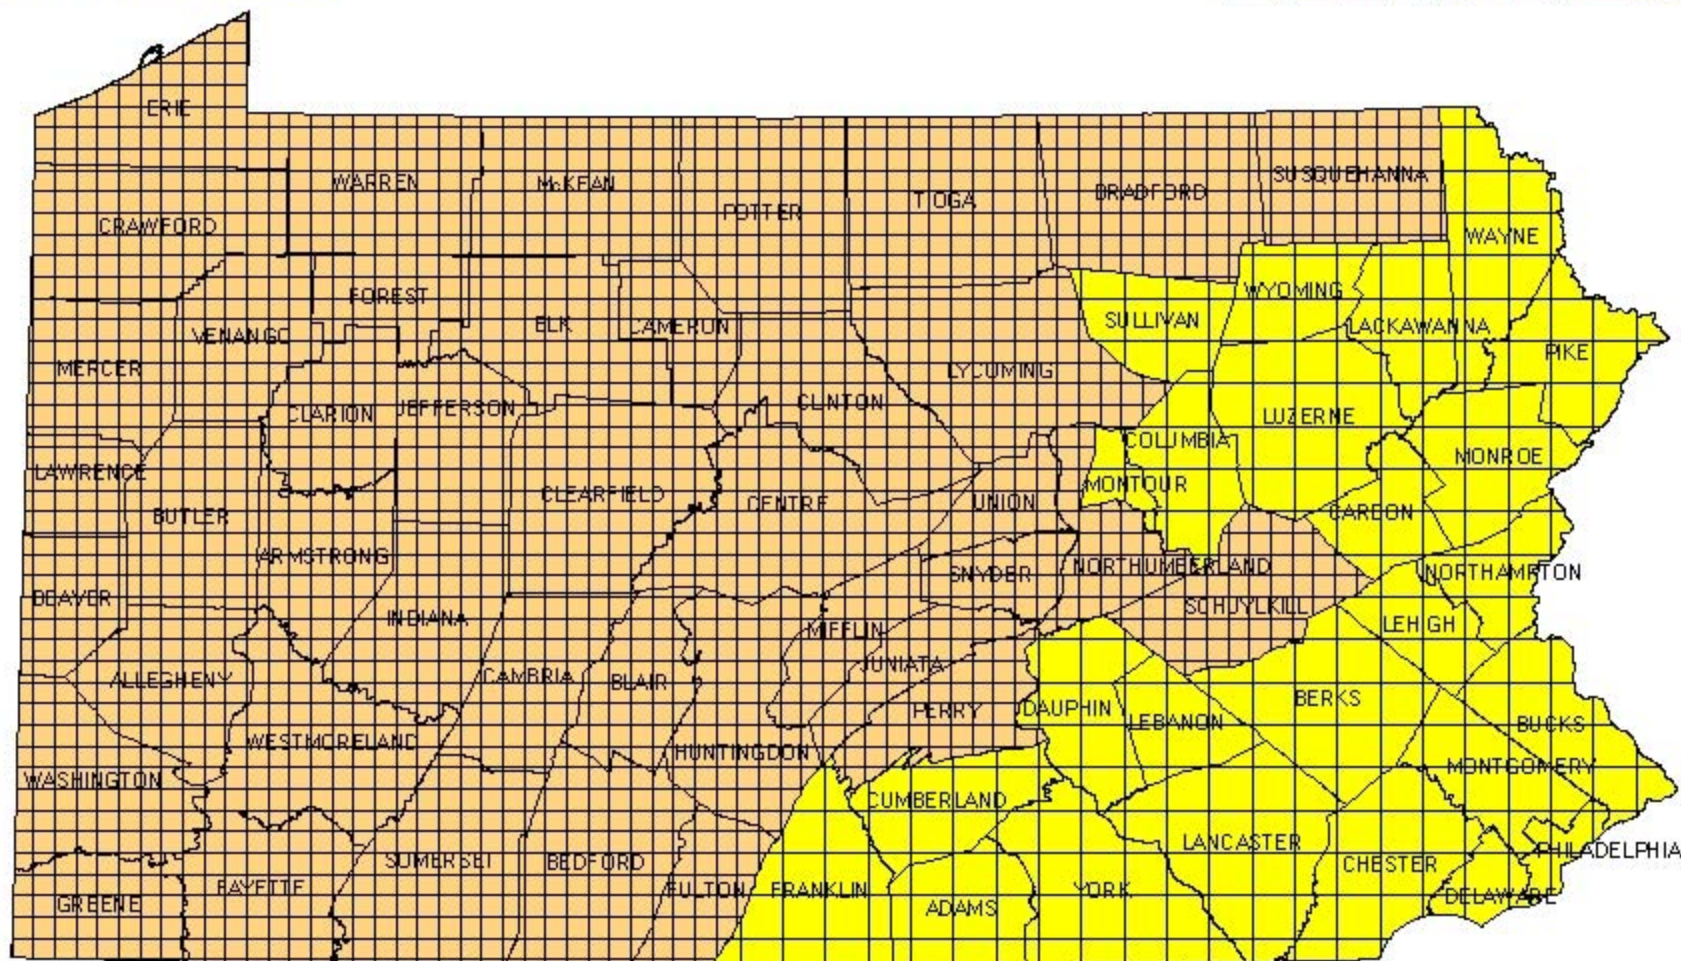 ERIE
WARREN
McKEAN
POTTER
TIOGA
BRADFORD
SUSQUEHANNA
CRAWFORD
WAYNE
FOREST
WYOMING
VENANGO
ELK
CAMERON
SULLIVAN
LACKAWANNA
MERCER
LYCOMING
PIKE
CLARION
JEFFERSON
CLINTON
LUZERNE
COLUMBIA
LAWRENCE
MONROE
CLEARFIELD
CENTRE
UNION
MONTOUR
BUTLER
CARBON
ARMSTRONG
SNYDER
NORTHUMBERLAND
NORTHAMPTON
BEAVER
INDIANA
SCHUYLKILL
MIFFLIN
LEHIGH
JUNIATA
ALLEGHENY
CAMBRIA
BLAIR
PERRY
DAUPHIN
LEBANON
BERKS
BUCKS
WESTMORELAND
HUNTINGDON
WASHINGTON
MONTGOMERY
CUMBERLAND
LANCASTER
PHILADELPHIA
SOMERSET
BEDFORD
CHESTER
FAYETTE
FULTON
FRANKLIN
YORK
DELAWARE
GREENE
ADAMS